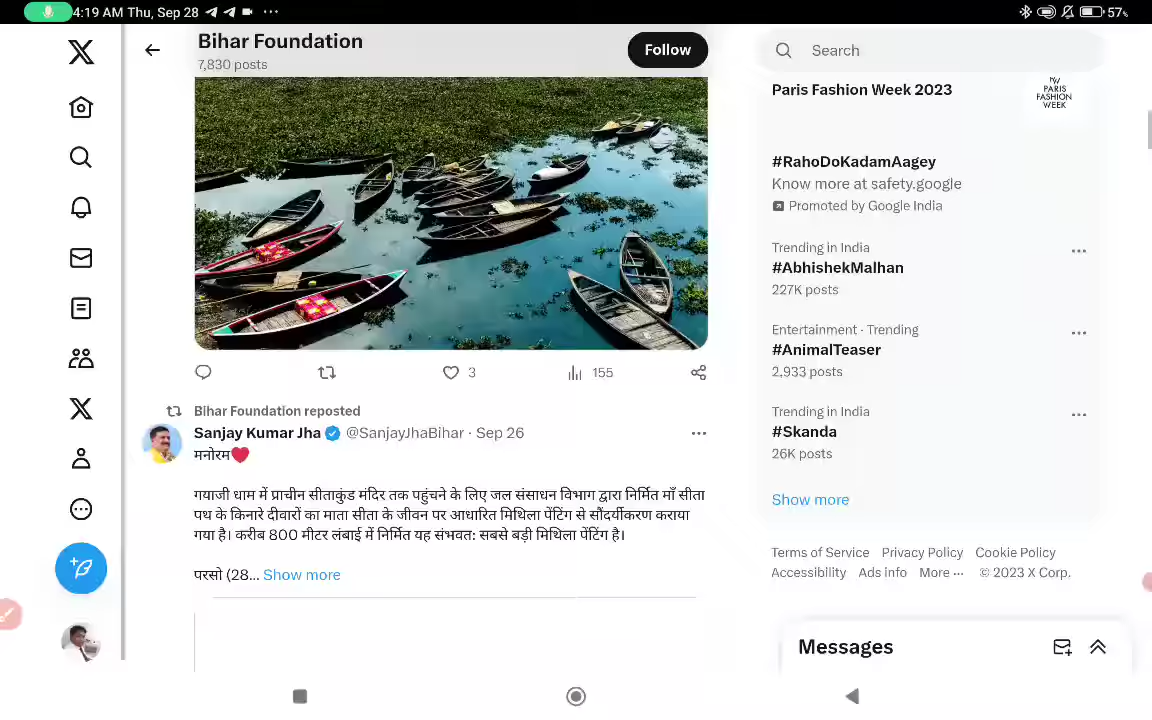 4:19 AM Thu, Sep 28
57%
Bihar Foundation
7,830 posts
Follow
Search
Paris Fashion Week 2023
PARIS
FASHION
WEEK
#RahoDoKadamAagey
Know more at safety.google
Promoted by Google India
Trending in India
#AbhishekMalhan
227K posts
Entertainment · Trending
#AnimalTeaser
2,933 posts
Trending in India
#Skanda
26K posts
Show more
3
155
Bihar Foundation reposted
Sanjay Kumar Jha @SanjayJhaBihar · Sep 26
मनोरम❤️
गयाजी धाम में प्राचीन सीताकुंड मंदिर तक पहुंचने के लिए जल संसाधन विभाग द्वारा निर्मित माँ सीता
पथ के किनारे दीवारों का माता सीता के जीवन पर आधारित मिथिला पेंटिंग से सौंदर्यीकरण कराया
गया है। करीब 800 मीटर लंबाई में निर्मित यह संभवत: सबसे बड़ी मिथिला पेंटिंग है।
परसो (28... Show more
Terms of Service Privacy Policy Cookie Policy
Accessibility Ads info More ··· © 2023 X Corp.
Messages